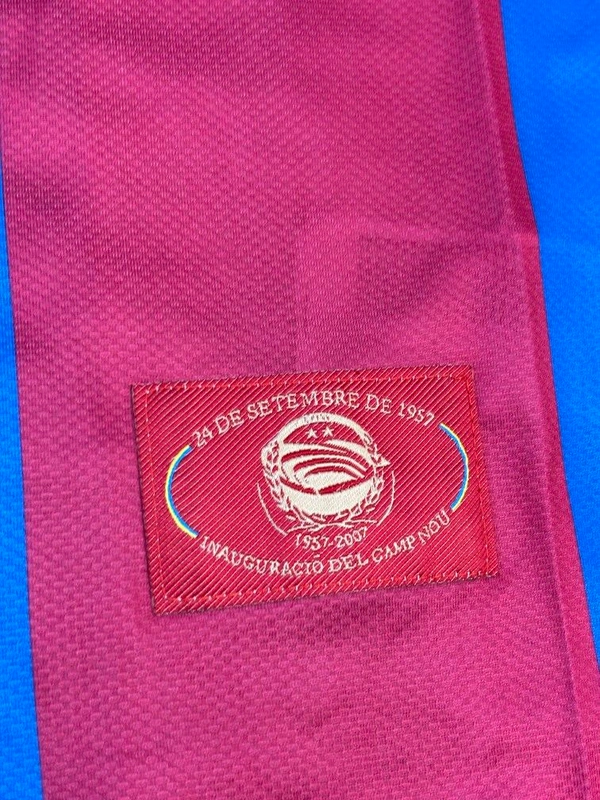 24 DE SETEMBRE DE 1957
1957-2007
INAUGURACIÓ DEL CAMP NOU